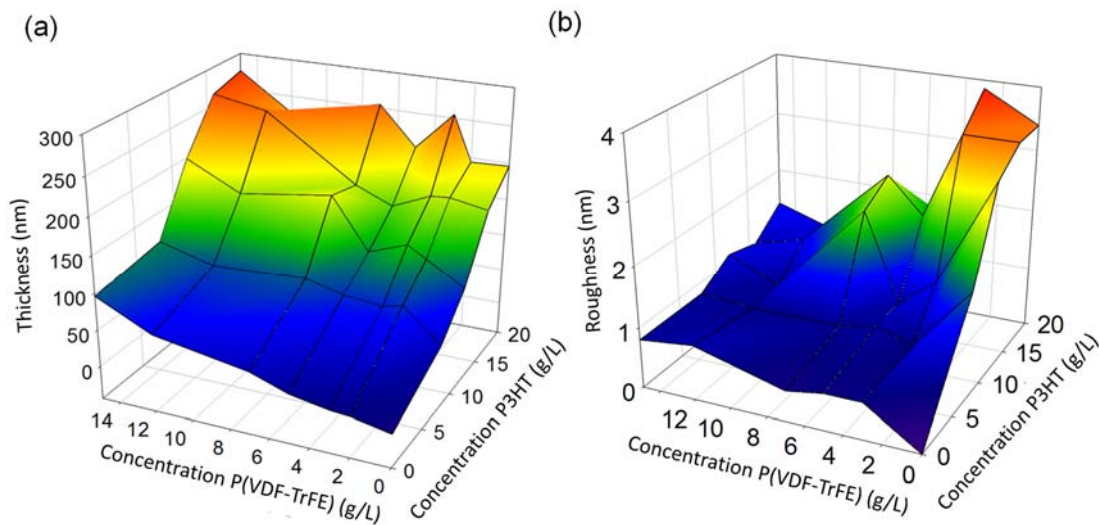 (a)
300
250
200
150
100
50
0
Thickness (nm)
14 12 10 8 6 4 2 0
Concentration P(VDF-TrFE) (g/L)
0 5 10 15 20
Concentration P3HT (g/L)
(b)
4
3
2
1
0
Roughness (nm)
12 10 8 6 4 2 0
Concentration P(VDF-TrFE) (g/L)
0 5 10 15 20
Concentration P3HT (g/L)